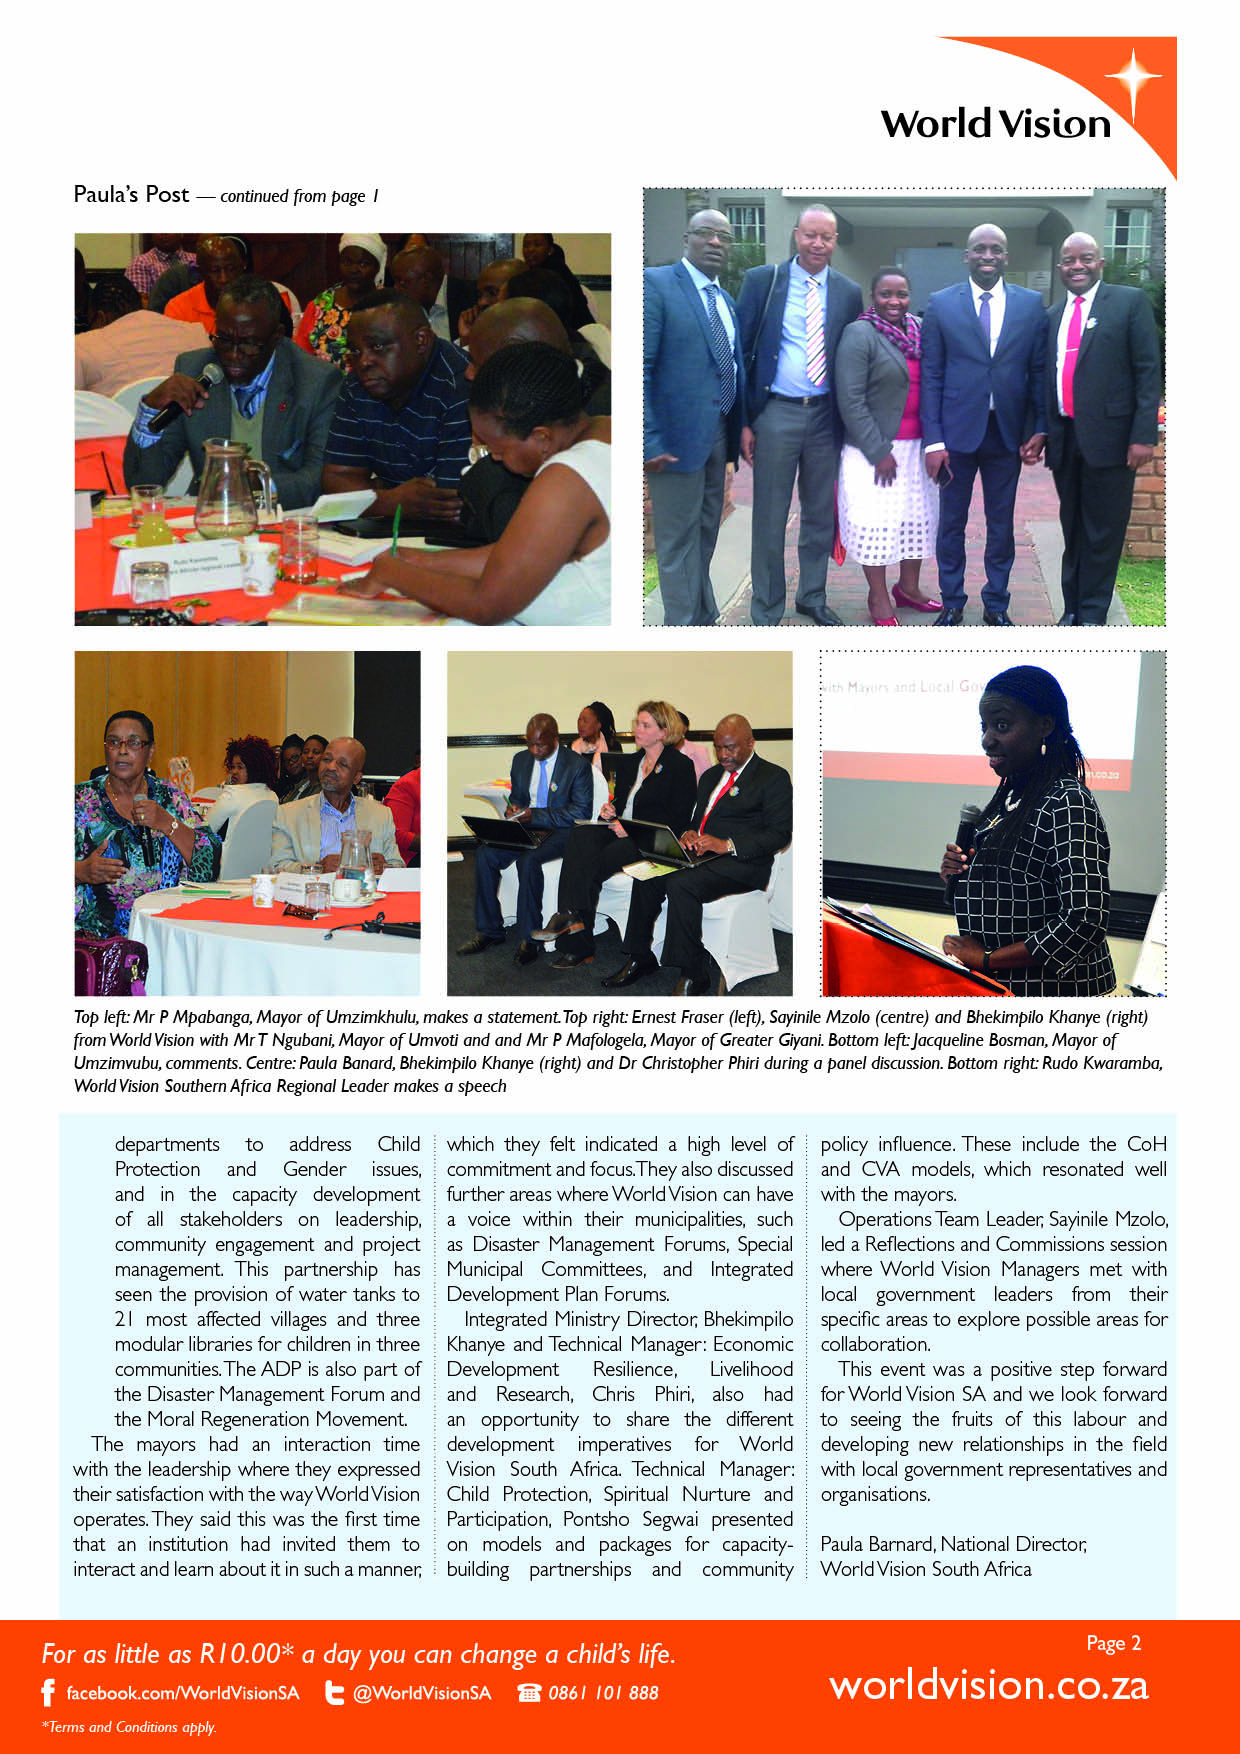 World Vision
Paula's Post — continued from page 1
Rudo Kwaramba
with Mayors and Local Gov
n.co.za
Top left: Mr P Mpabanga, Mayor of Umzimkhulu, makes a statement. Top right: Ernest Fraser (left), Sayinile Mzolo (centre) and Bhekimpilo Khanye (right)
from World Vision with Mr T Ngubani, Mayor of Umvoti and and Mr P Mafologela, Mayor of Greater Giyani. Bottom left: Jacqueline Bosman, Mayor of
Umzimvubu, comments. Centre: Paula Banard, Bhekimpilo Khanye (right) and Dr Christopher Phiri during a panel discussion. Bottom right: Rudo Kwaramba,
World Vision Southern Africa Regional Leader makes a speech
departments to address Child
Protection and Gender issues,
and in the capacity development
of all stakeholders on leadership,
community engagement and project
management. This partnership has
seen the provision of water tanks to
21 most affected villages and three
modular libraries for children in three
communities. The ADP is also part of
the Disaster Management Forum and
the Moral Regeneration Movement.
The mayors had an interaction time
with the leadership where they expressed
their satisfaction with the way World Vision
operates. They said this was the first time
that an institution had invited them to
interact and learn about it in such a manner,
which they felt indicated a high level of
commitment and focus. They also discussed
further areas where World Vision can have
a voice within their municipalities, such
as Disaster Management Forums, Special
Municipal Committees, and Integrated
Development Plan Forums.
Integrated Ministry Director, Bhekimpilo
Khanye and Technical Manager: Economic
Development Resilience, Livelihood
and Research, Chris Phiri, also had
an opportunity to share the different
development imperatives for World
Vision South Africa. Technical Manager:
Child Protection, Spiritual Nurture and
Participation, Pontsho Segwai presented
on models and packages for capacity-
building partnerships and community
policy influence. These include the CoH
and CVA models, which resonated well
with the mayors.
Operations Team Leader, Sayinile Mzolo,
led a Reflections and Commissions session
where World Vision Managers met with
local government leaders from their
specific areas to explore possible areas for
collaboration.
This event was a positive step forward
for World Vision SA and we look forward
to seeing the fruits of this labour and
developing new relationships in the field
with local government representatives and
organisations.
Paula Barnard, National Director,
World Vision South Africa
For as little as R10.00* a day you can change a child's life.
facebook.com/WorldVisionSA @WorldVisionSA 0861 101 888
*Terms and Conditions apply.
Page 2
worldvision.co.za